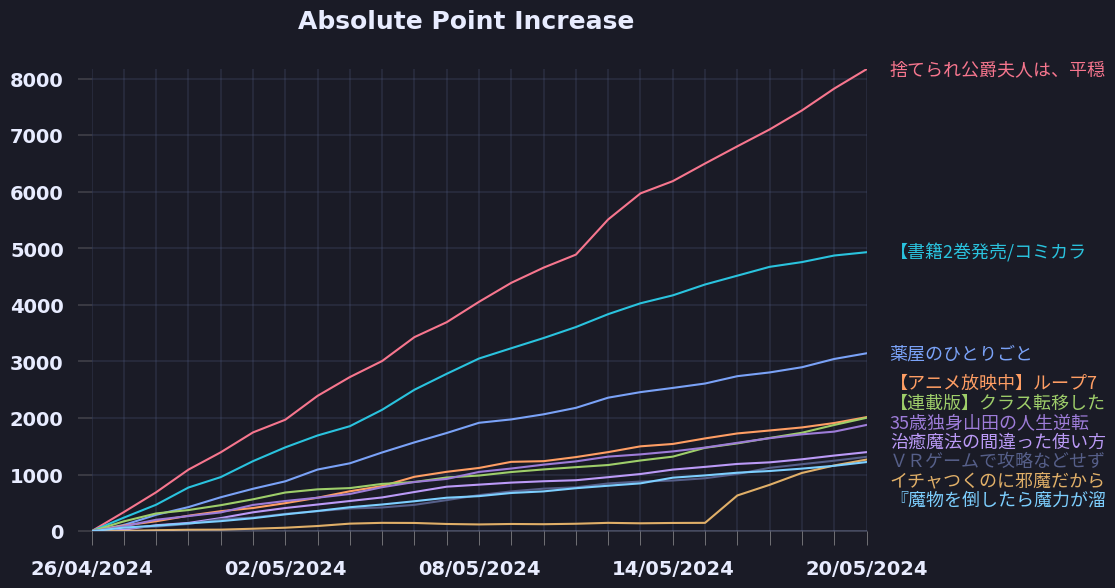 Absolute Point Increase
8000
7000
6000
5000
4000
3000
2000
1000
0
26/04/2024
02/05/2024
08/05/2024
14/05/2024
20/05/2024
捨てられ公爵夫人は、平穏
【書籍2巻発売/コミカラ
薬屋のひとりごと
【アニメ放映中】ループ7
【連載版】クラス転移した
35歳独身山田の人生逆転
治癒魔法の間違った使い方
ＶＲゲームで攻略などせず
イチャつくのに邪魔だから
『魔物を倒したら魔力が溜